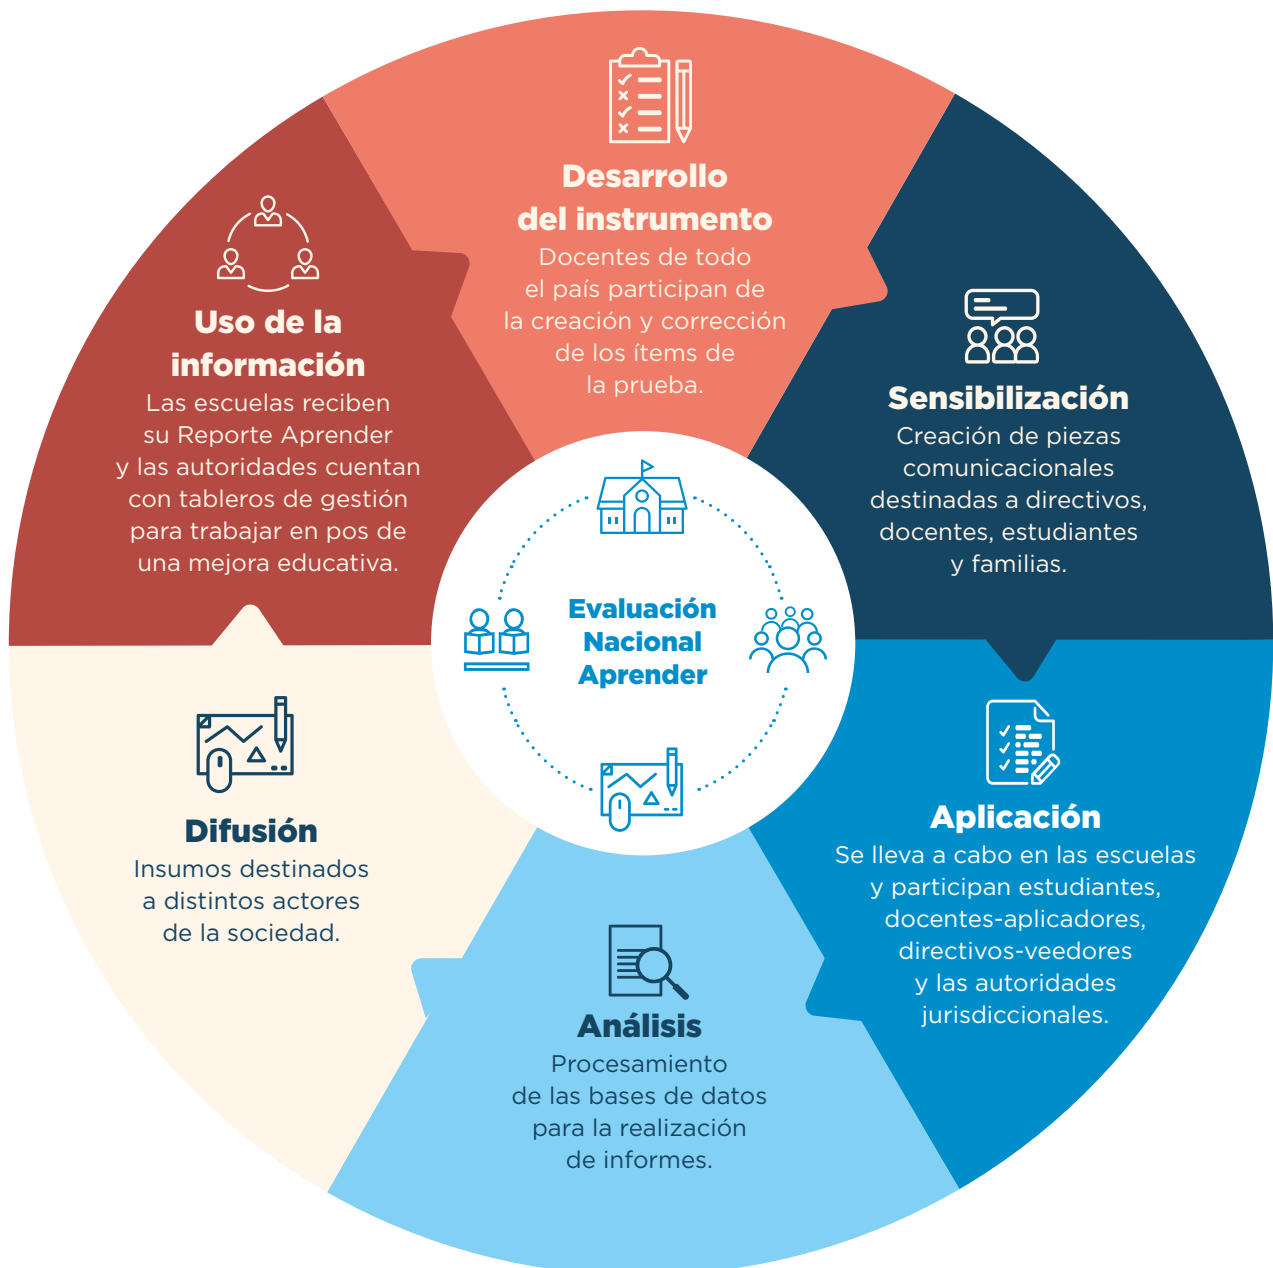 Desarrollo
del instrumento
Docentes de todo
el país participan de
la creación y corrección
de los ítems de
la prueba.
Sensibilización
Creación de piezas
comunicacionales
destinadas a directivos,
docentes, estudiantes
y familias.
Aplicación
Se lleva a cabo en las escuelas
y participan estudiantes,
docentes-aplicadores,
directivos-veedores
y las autoridades
jurisdiccionales.
Análisis
Procesamiento
de las bases de datos
para la realización
de informes.
Difusión
Insumos destinados
a distintos actores
de la sociedad.
Uso de la
información
Las escuelas reciben
su Reporte Aprender
y las autoridades cuentan
con tableros de gestión
para trabajar en pos de
una mejora educativa.
Evaluación
Nacional
Aprender